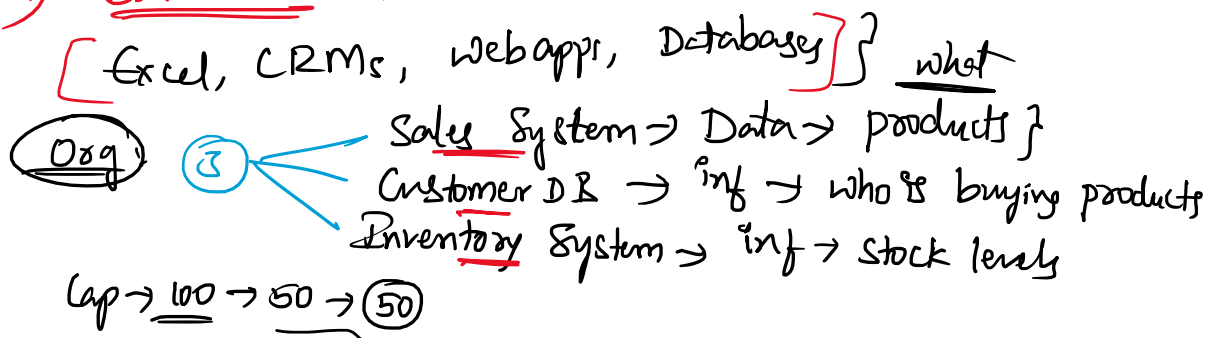 [Excel, CRMs, webapps, Databases]} what
Org 3 Sales System → Data → products}
Customer DB → inf → who is buying products
Inventory System → inf → stock levels
Cap → 100 → 50 → 50